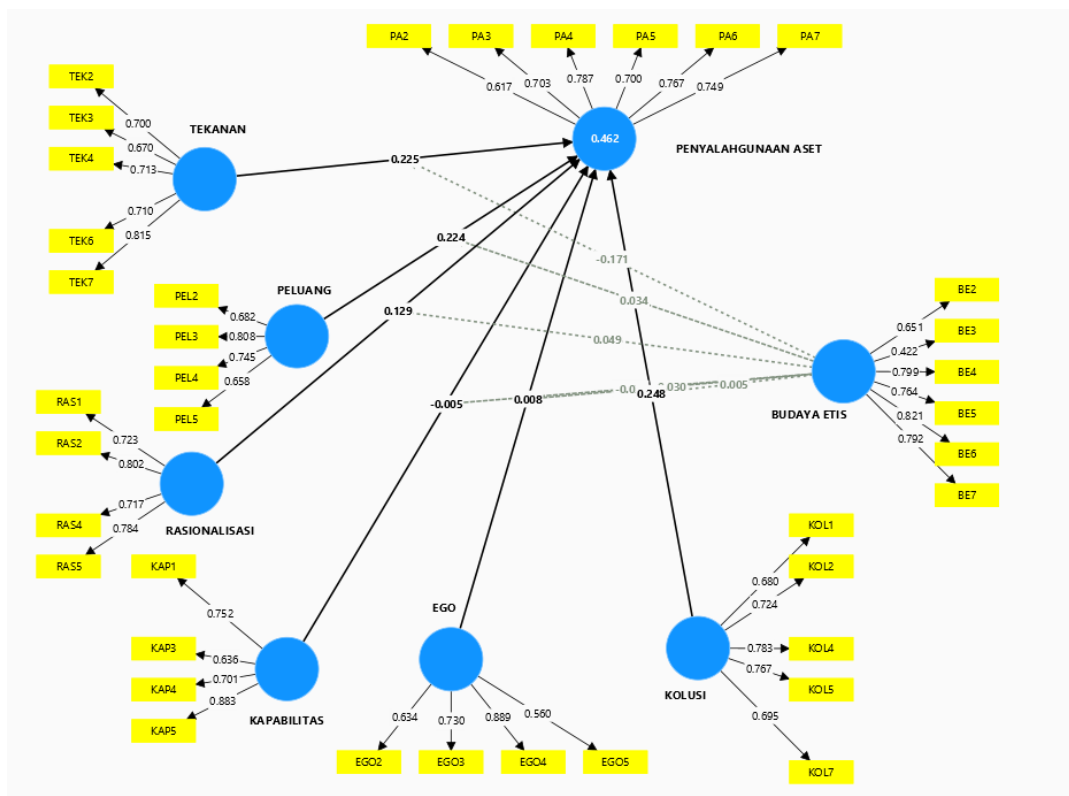 PA2 PA3 PA4 PA5 PA6 PA7
0.617 0.703 0.787 0.700 0.767 0.749
0.462
PENYALAHGUNAAN ASET
TEK2
TEK3
TEK4
TEK6
TEK7
0.700
0.670
0.713
0.710
0.815
TEKANAN
0.225
-0.171
PEL2
PEL3
PEL4
PEL5
0.682
0.808
0.745
0.658
PELUANG
0.224
0.034
0.129
0.049
BE2
BE3
BE4
BE5
BE6
BE7
0.651
0.422
0.799
0.764
0.821
0.792
BUDAYA ETIS
-0.005
0.008
0.248
0.030
0.005
RAS1
RAS2
RAS4
RAS5
0.723
0.802
0.717
0.784
RASIONALISASI
KAP1
KAP3
KAP4
KAP5
0.752
0.636
0.701
0.883
KAPABILITAS
EGO
0.634 0.730 0.889 0.560
EGO2 EGO3 EGO4 EGO5
KOL1
KOL2
KOL4
KOL5
KOL7
0.680
0.724
0.783
0.767
0.695
KOLUSI